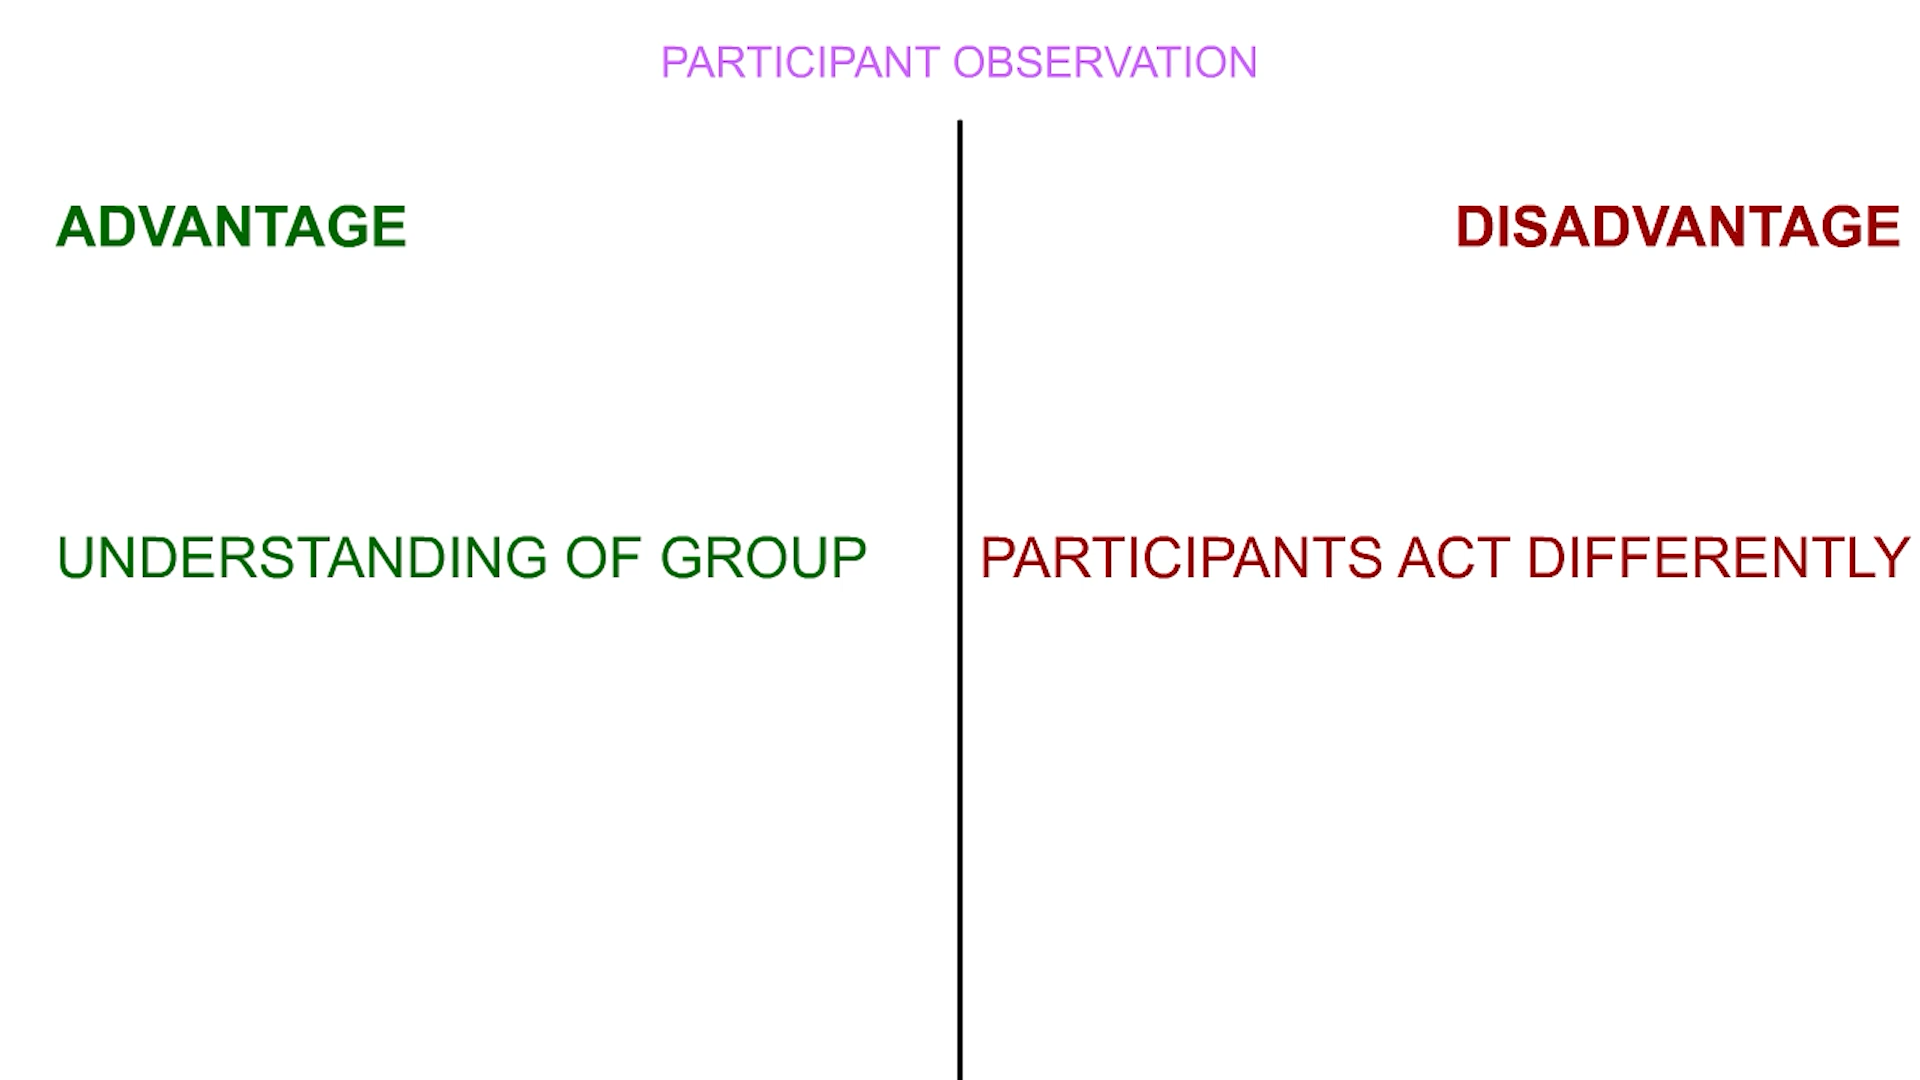 PARTICIPANT OBSERVATION
ADVANTAGE
DISADVANTAGE
UNDERSTANDING OF GROUP
PARTICIPANTS ACT DIFFERENTLY